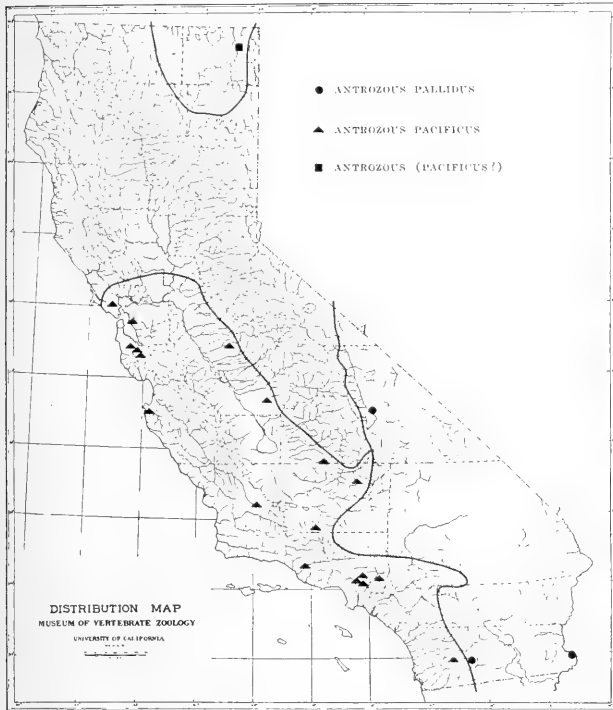 ANTROZOUS PALLIDUS
ANTROZOUS PACIFICUS
ANTROZOUS (PACIFICUS?)
DISTRIBUTION MAP
MUSEUM OF VERTEBRATE ZOOLOGY
UNIVERSITY OF CALIFORNIA